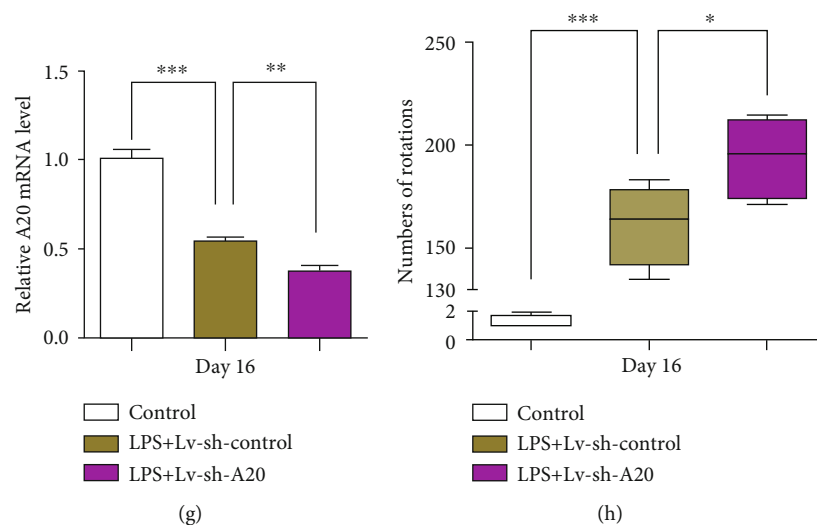 ***
**
1.5
1.0
0.5
0.0
Relative A20 mRNA level
Day 16
Control
LPS+Lv-sh-control
LPS+Lv-sh-A20
(g)
***
*
250
200
150
130
2
0
Numbers of rotations
Day 16
Control
LPS+Lv-sh-control
LPS+Lv-sh-A20
(h)